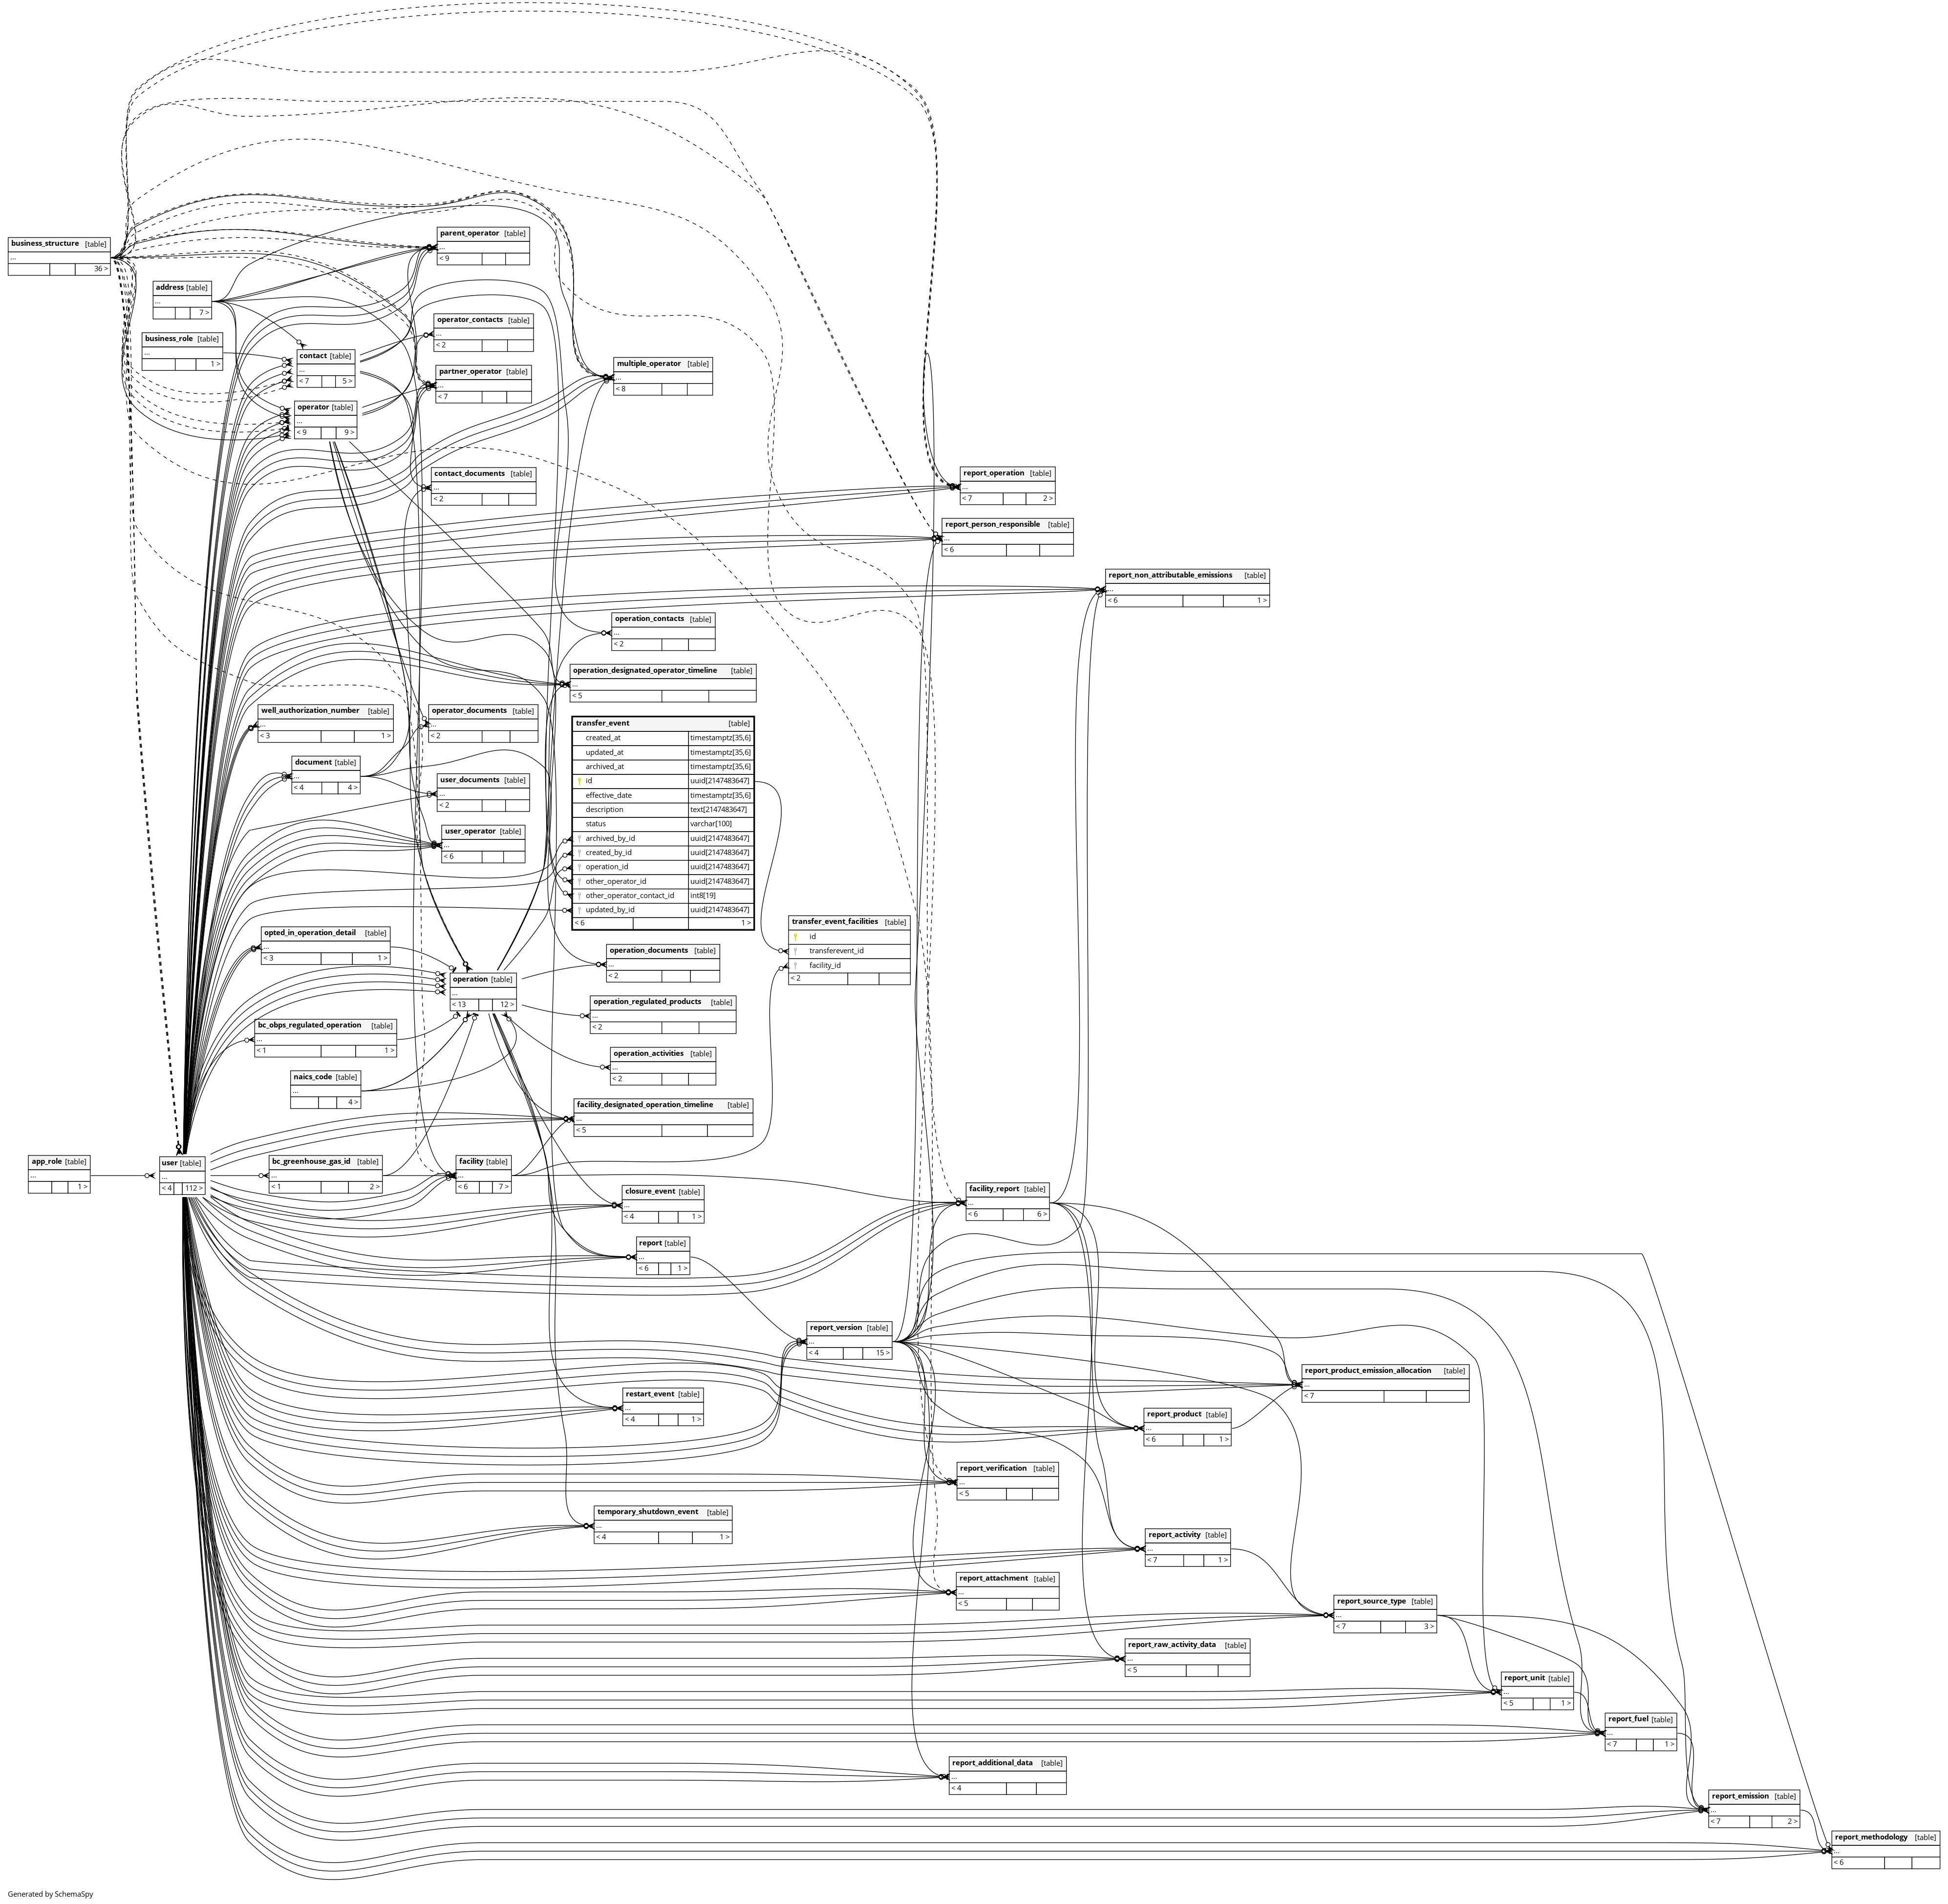 business_structure [table]
...
36 >
address [table]
...
7 >
business_role [table]
...
1 >
contact [table]
...
< 7 5 >
operator [table]
...
< 9 9 >
parent_operator [table]
...
< 9
operator_contacts [table]
...
< 2
partner_operator [table]
...
< 7
multiple_operator [table]
...
< 8
contact_documents [table]
...
< 2
report_operation [table]
...
< 7 2 >
report_person_responsible [table]
...
< 6
report_non_attributable_emissions [table]
...
< 6 1 >
operation_contacts [table]
...
< 2
operation_designated_operator_timeline [table]
...
< 5
well_authorization_number [table]
...
< 3 1 >
operator_documents [table]
...
< 2
document [table]
...
< 4 4 >
user_documents [table]
...
< 2
user_operator [table]
...
< 6
transfer_event [table]
created_at timestamptz[35,6]
updated_at timestamptz[35,6]
archived_at timestamptz[35,6]
id uuid[2147483647]
effective_date timestamptz[35,6]
description text[2147483647]
status varchar[100]
archived_by_id uuid[2147483647]
created_by_id uuid[2147483647]
operation_id uuid[2147483647]
other_operator_id uuid[2147483647]
other_operator_contact_id int8[19]
updated_by_id uuid[2147483647]
< 6 1 >
transfer_event_facilities [table]
id
transferevent_id
facility_id
< 2
opted_in_operation_detail [table]
...
< 3 1 >
operation [table]
...
< 13 12 >
operation_documents [table]
...
< 2
operation_regulated_products [table]
...
< 2
bc_obps_regulated_operation [table]
...
< 1 1 >
operation_activities [table]
...
< 2
naics_code [table]
...
4 >
facility_designated_operation_timeline [table]
...
< 5
app_role [table]
...
1 >
user [table]
...
< 4 112 >
bc_greenhouse_gas_id [table]
...
< 1 2 >
facility [table]
...
< 6 7 >
closure_event [table]
...
< 4 1 >
facility_report [table]
...
< 6 6 >
report [table]
...
< 6 1 >
report_version [table]
...
< 4 15 >
report_product_emission_allocation [table]
...
< 7
restart_event [table]
...
< 4 1 >
report_product [table]
...
< 6 1 >
report_verification [table]
...
< 5
temporary_shutdown_event [table]
...
< 4 1 >
report_activity [table]
...
< 7 1 >
report_attachment [table]
...
< 5
report_source_type [table]
...
< 7 3 >
report_raw_activity_data [table]
...
< 5
report_unit [table]
...
< 5 1 >
report_fuel [table]
...
< 7 1 >
report_additional_data [table]
...
< 4
report_emission [table]
...
< 7 2 >
report_methodology [table]
...
< 6
Generated by SchemaSpy